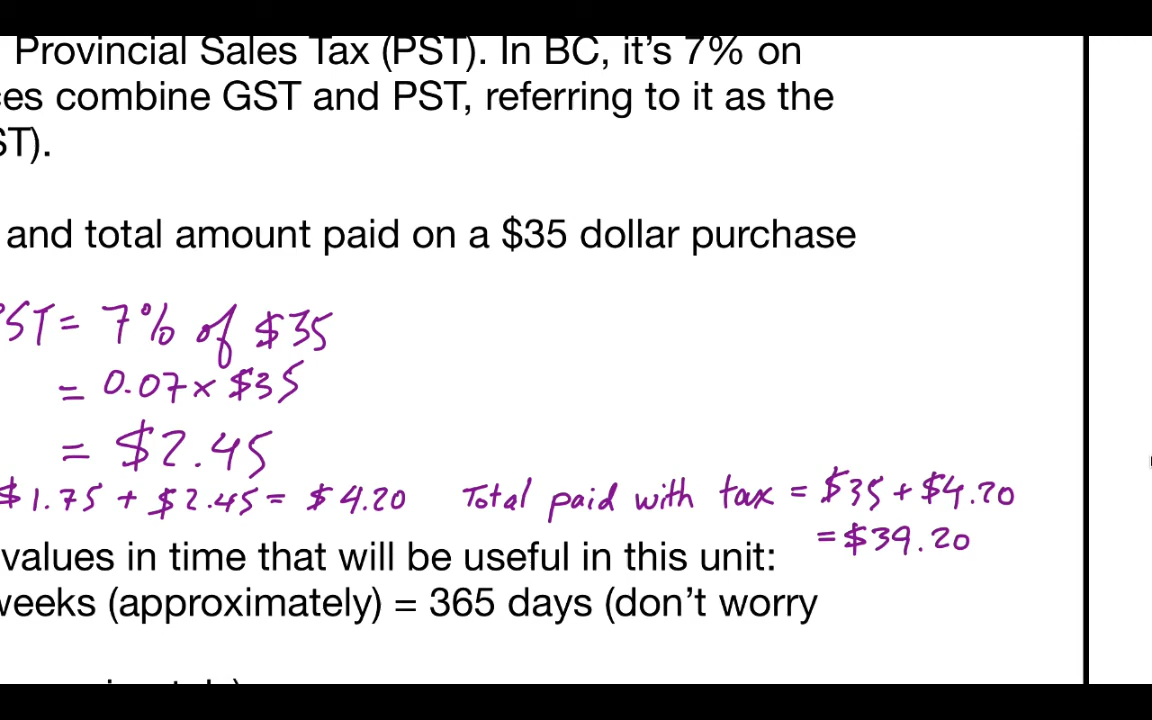 Provincial Sales Tax (PST). In BC, it's 7% on
ces combine GST and PST, referring to it as the
ST).
and total amount paid on a $35 dollar purchase
PST = 7% of $35
= 0.07 x $35
= $2.45
$1.75 + $2.45 = $4.20 Total paid with tax = $35 + $4.20
= $39.20
values in time that will be useful in this unit:
weeks (approximately) = 365 days (don't worry